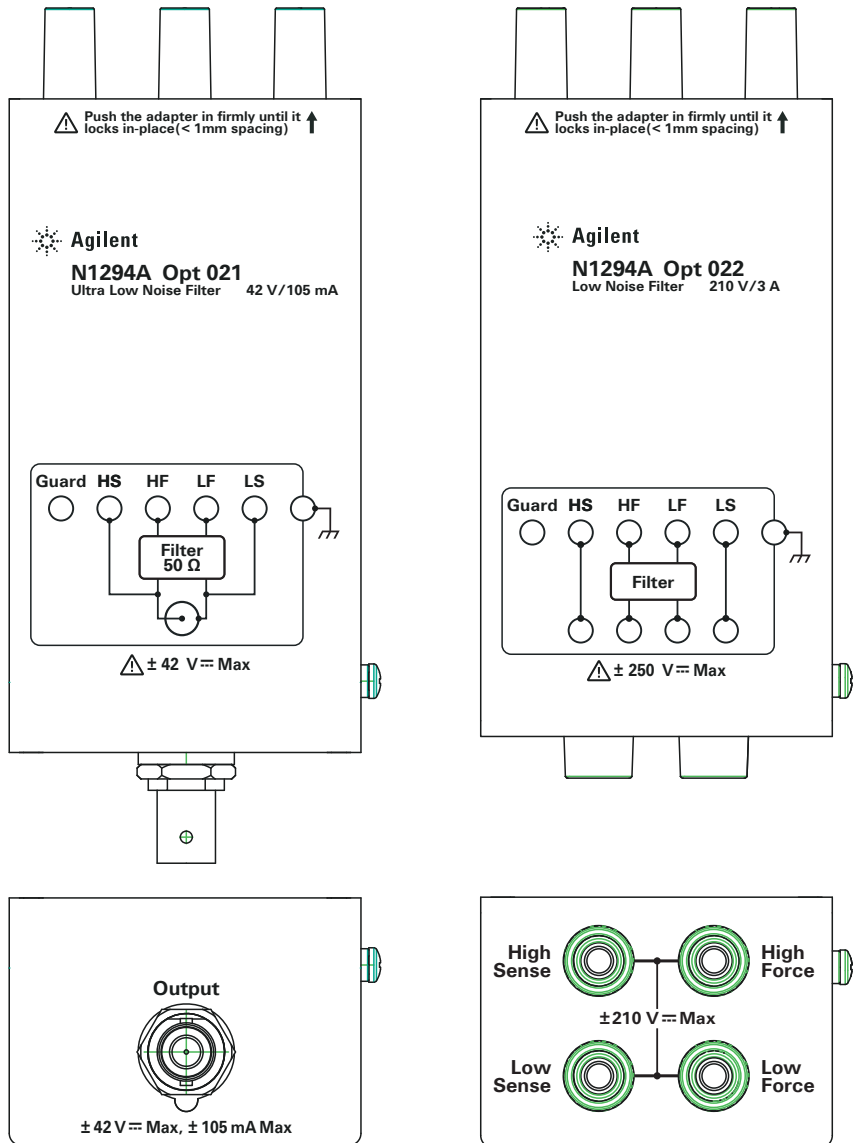 Push the adapter in firmly until it
locks in-place(< 1mm spacing)
Agilent
N1294A Opt 021
Ultra Low Noise Filter 42 V/105 mA
Guard HS HF LF LS
Filter
50 Ω
± 42 V⎓ Max
Output
± 42 V⎓ Max, ± 105 mA Max
Push the adapter in firmly until it
locks in-place(< 1mm spacing)
Agilent
N1294A Opt 022
Low Noise Filter 210 V/3 A
Guard HS HF LF LS
Filter
± 250 V⎓ Max
High
Sense
High
Force
±210 V⎓ Max
Low
Sense
Low
Force